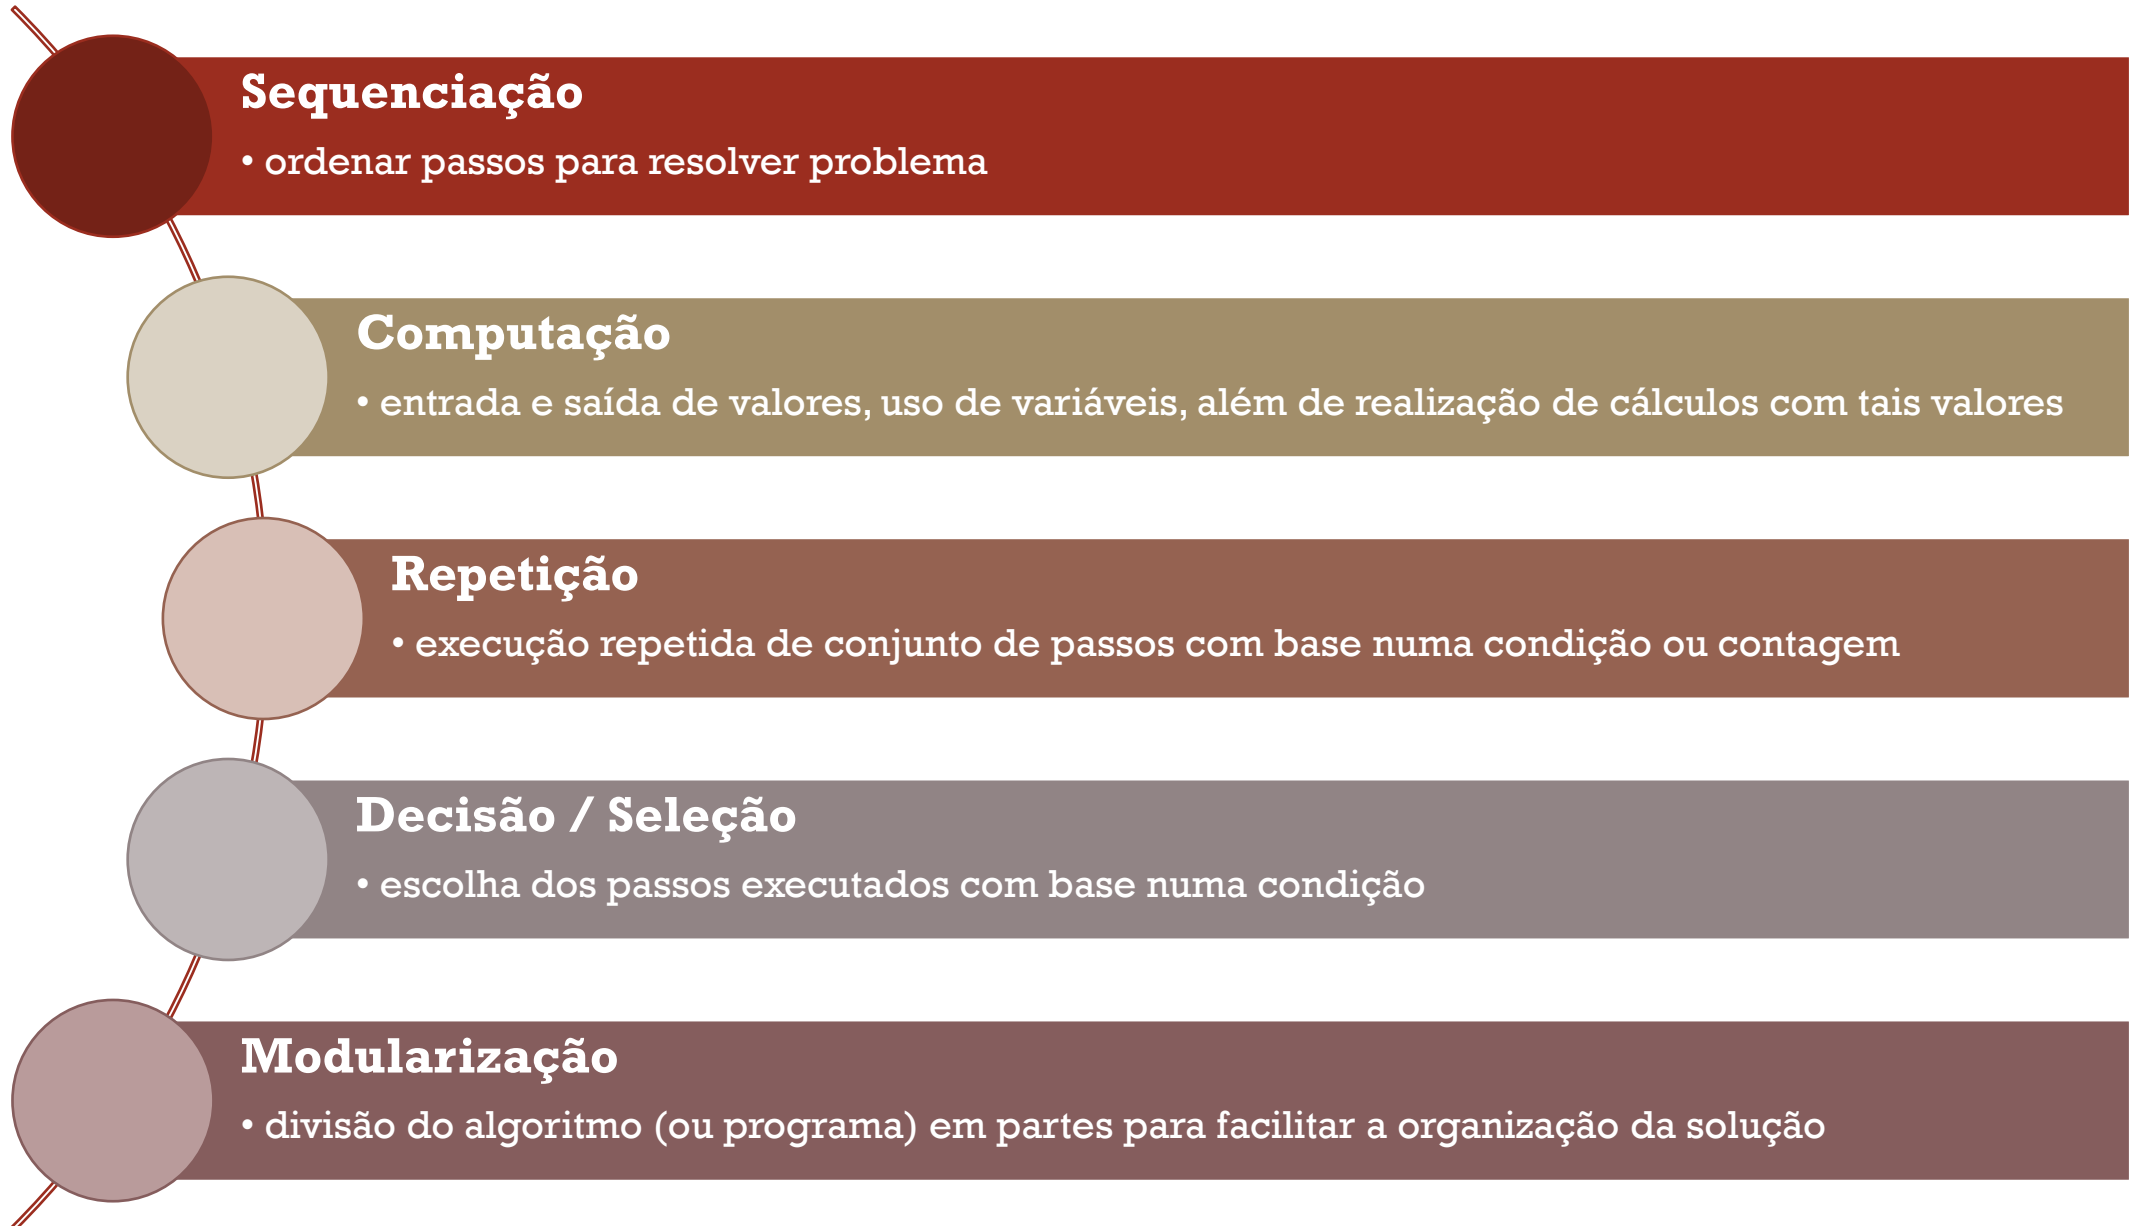 Sequenciação
• ordenar passos para resolver problema
Computação
• entrada e saída de valores, uso de variáveis, além de realização de cálculos com tais valores
Repetição
• execução repetida de conjunto de passos com base numa condição ou contagem
Decisão / Seleção
• escolha dos passos executados com base numa condição
Modularização
• divisão do algoritmo (ou programa) em partes para facilitar a organização da solução